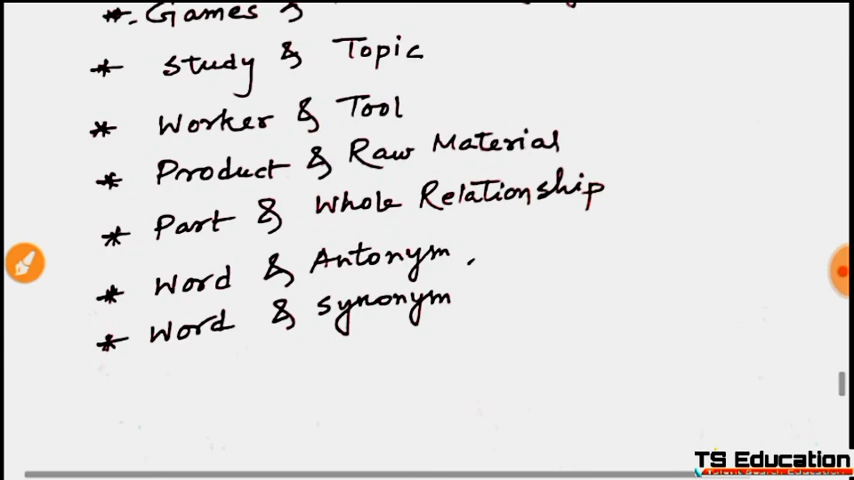 *. Games &
* Study & Topic
* Worker & Tool
* Product & Raw Material
* Part & Whole Relationship
* Word & Antonym .
* Word & Synonym
TS Education